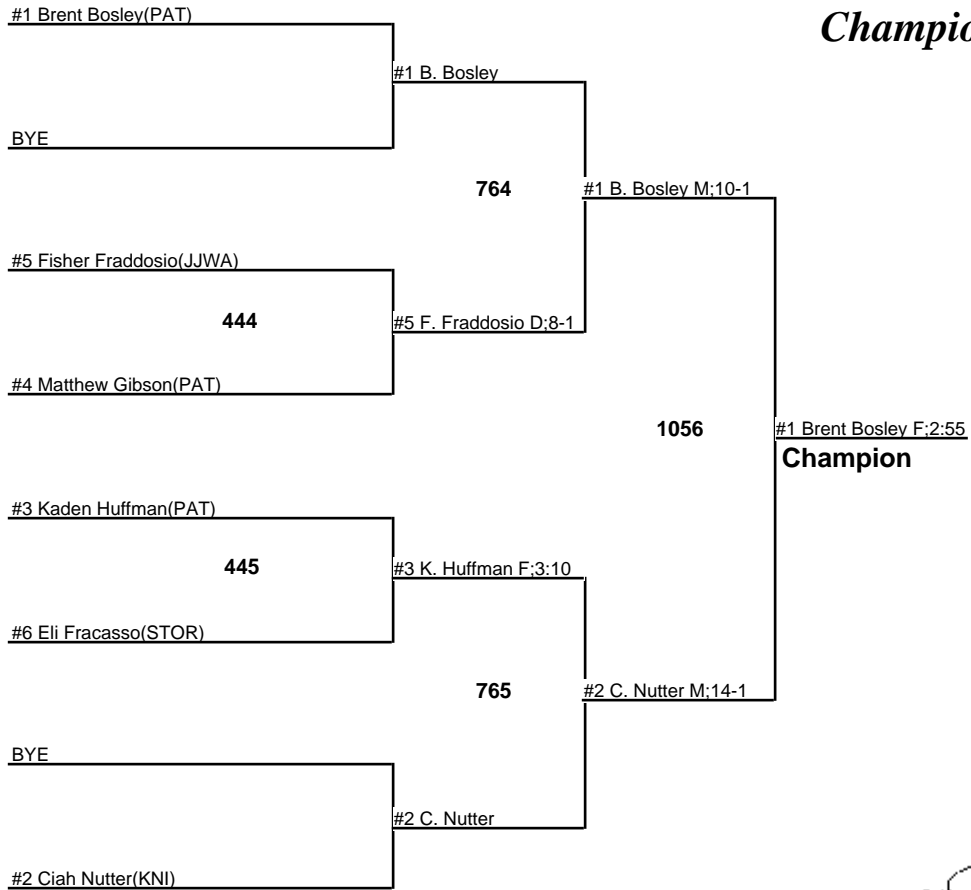 #1 Brent Bosley(PAT)
Champio
#1 B. Bosley
BYE
764
#1 B. Bosley M;10-1
#5 Fisher Fraddosio(JJWA)
444
#5 F. Fraddosio D;8-1
#4 Matthew Gibson(PAT)
1056
#1 Brent Bosley F;2:55
Champion
#3 Kaden Huffman(PAT)
445
#3 K. Huffman F;3:10
#6 Eli Fracasso(STOR)
765
#2 C. Nutter M;14-1
BYE
#2 C. Nutter
#2 Ciah Nutter(KNI)